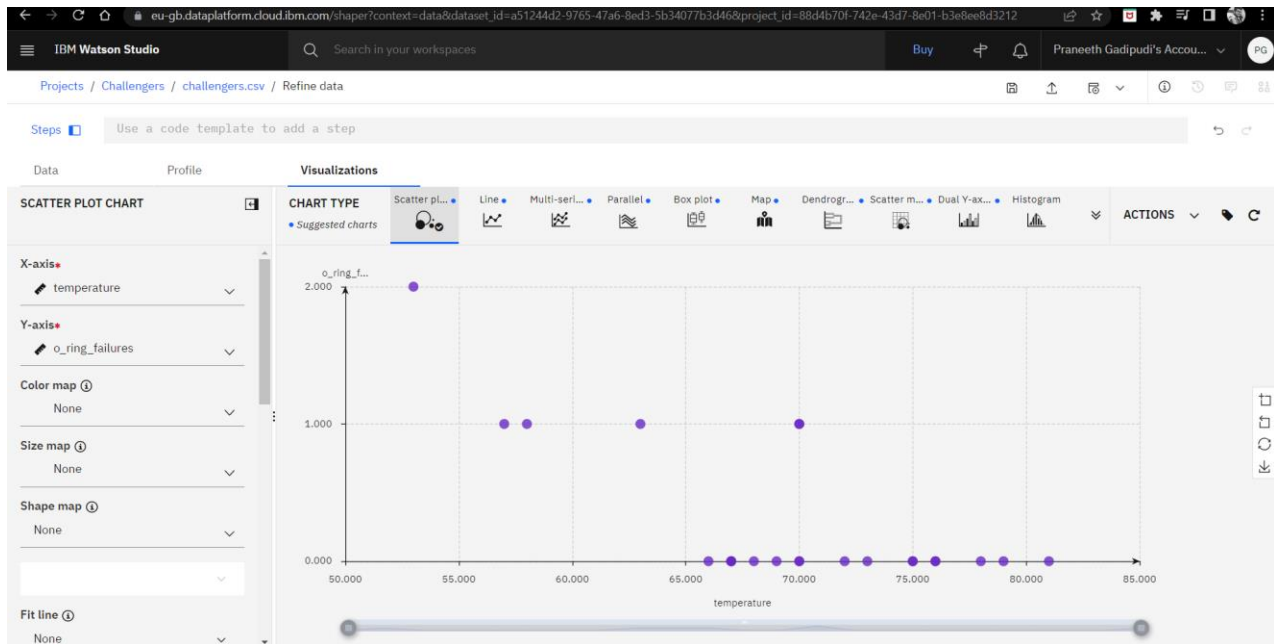 eu-gb.dataplatform.cloud.ibm.com/shaper?context=data&dataset_id=a51244d2-9765-47a6-8ed3-5b34077b3d46&project_id=88d4b70f-742e-43d7-8e01-b3e8ee8d3212
IBM Watson Studio
Search in your workspaces
Buy
Praneeth Gadipudi's Accou...
PG
Projects / Challengers / challengers.csv / Refine data
Steps
Use a code template to add a step
Data
Profile
Visualizations
SCATTER PLOT CHART
CHART TYPE
• Suggested charts
Scatter pl...
Line
Multi-seri...
Parallel
Box plot
Map
Dendrogr...
Scatter m...
Dual Y-ax...
Histogram
ACTIONS
X-axis*
temperature
Y-axis*
o_ring_failures
Color map
None
Size map
None
Shape map
None
Fit line
None
o_ring_f...
2.000
1.000
0.000
50.000 55.000 60.000 65.000 70.000 75.000 80.000 85.000
temperature